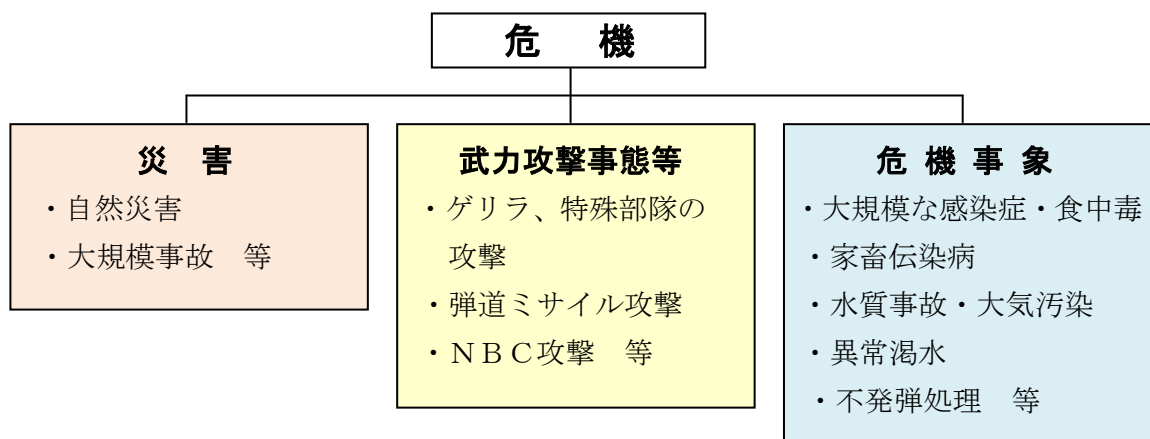 危　機
災　害
・自然災害
・大規模事故　等
武力攻撃事態等
・ゲリラ、特殊部隊の
攻撃
・弾道ミサイル攻撃
・ＮＢＣ攻撃　等
危 機 事 象
・大規模な感染症・食中毒
・家畜伝染病
・水質事故・大気汚染
・異常渇水
・不発弾処理　等